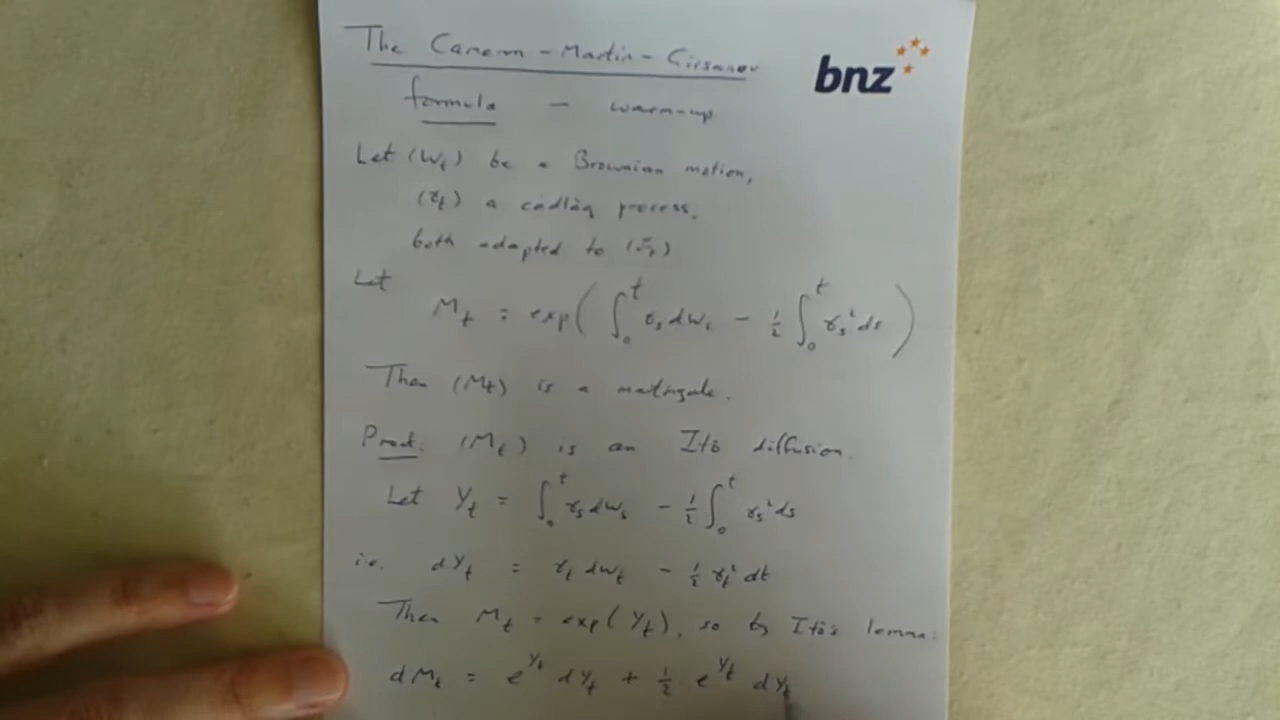 The Cameron-Martin-Girsanov
bnz
formula - warm-up
Let (W_t) be a Brownian motion,
(γ_t) a càdlàg process,
both adapted to (ℱ_t)
Let
M_t = exp( ∫_0^t γ_s dW_s - 1/2 ∫_0^t γ_s² ds )
Then (M_t) is a matingale.
Proof. (M_t) is an Itô diffusion.
Let Y_t = ∫_0^t γ_s dW_s - 1/2 ∫_0^t γ_s² ds
i.e. dY_t = γ_t dW_t - 1/2 γ_t² dt
Then M_t = exp(Y_t), so by Itô's lemma:
dM_t = e^{Y_t} dY_t + 1/2 e^{Y_t} dY_t